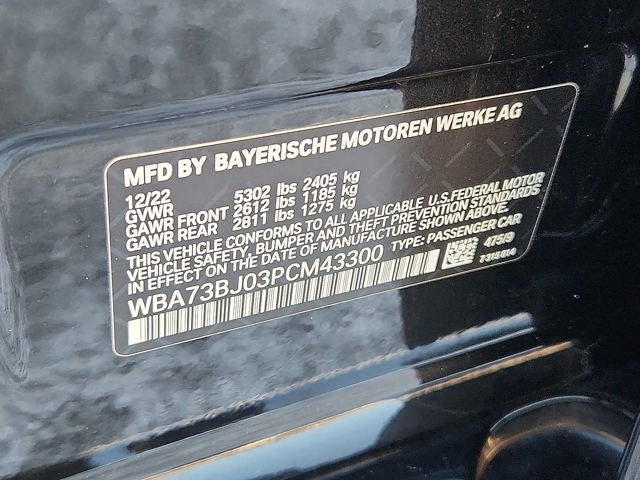 MFD BY BAYERISCHE MOTOREN WERKE AG
12/22
GVWR 5302 lbs 2405 kg
GAWR FRONT 2612 lbs 1185 kg
GAWR REAR 2811 lbs 1275 kg
THIS VEHICLE CONFORMS TO ALL APPLICABLE U.S.FEDERAL MOTOR
VEHICLE SAFETY, BUMPER AND THEFT PREVENTION STANDARDS
IN EFFECT ON THE DATE OF MANUFACTURE SHOWN ABOVE.
WBA73BJ03PCM43300 TYPE: PASSENGER CAR
475/9
7315814